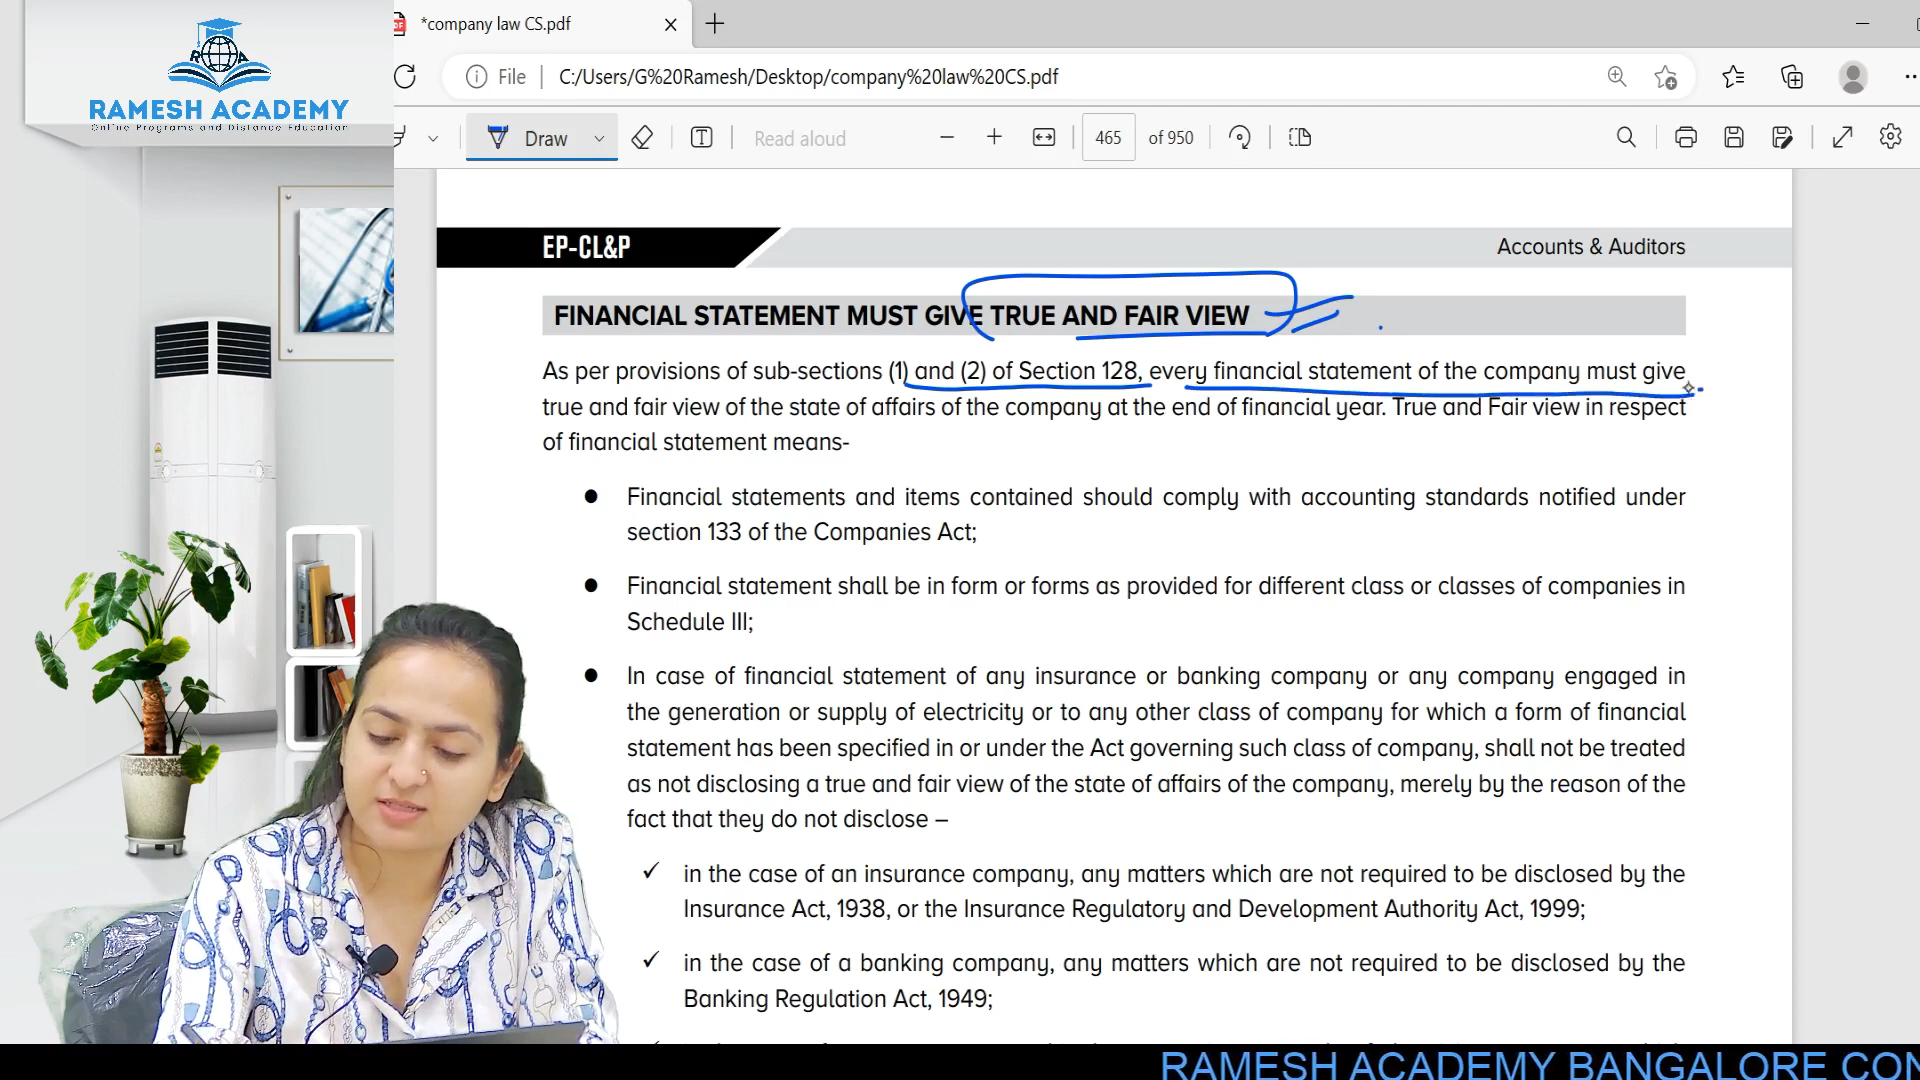 *company law CS.pdf
RA
RAMESH ACADEMY
Online Programs and Distance Education
File
C:/Users/G%20Ramesh/Desktop/company%20law%20CS.pdf
Draw
Read aloud
465
of 950
EP-CL&P
Accounts & Auditors
FINANCIAL STATEMENT MUST GIVE TRUE AND FAIR VIEW
As per provisions of sub-sections (1) and (2) of Section 128, every financial statement of the company must give
true and fair view of the state of affairs of the company at the end of financial year. True and Fair view in respect
of financial statement means-
● Financial statements and items contained should comply with accounting standards notified under
section 133 of the Companies Act;
● Financial statement shall be in form or forms as provided for different class or classes of companies in
Schedule III;
● In case of financial statement of any insurance or banking company or any company engaged in
the generation or supply of electricity or to any other class of company for which a form of financial
statement has been specified in or under the Act governing such class of company, shall not be treated
as not disclosing a true and fair view of the state of affairs of the company, merely by the reason of the
fact that they do not disclose –
✓ in the case of an insurance company, any matters which are not required to be disclosed by the
Insurance Act, 1938, or the Insurance Regulatory and Development Authority Act, 1999;
✓ in the case of a banking company, any matters which are not required to be disclosed by the
Banking Regulation Act, 1949;
RAMESH ACADEMY BANGALORE CON